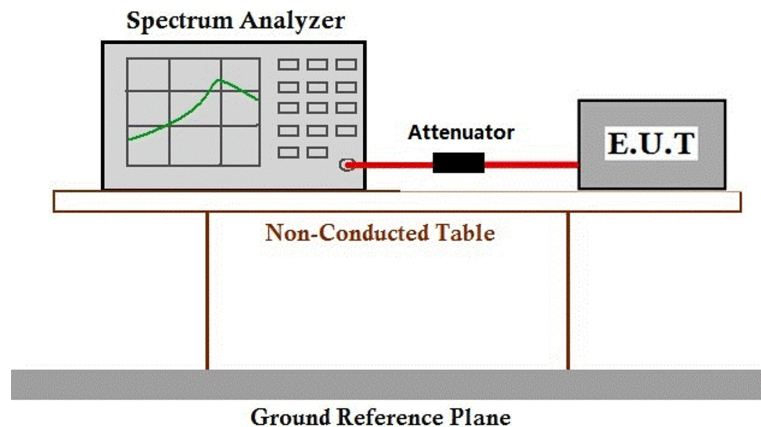 Spectrum Analyzer
Attenuator
E.U.T
Non-Conducted Table
Ground Reference Plane